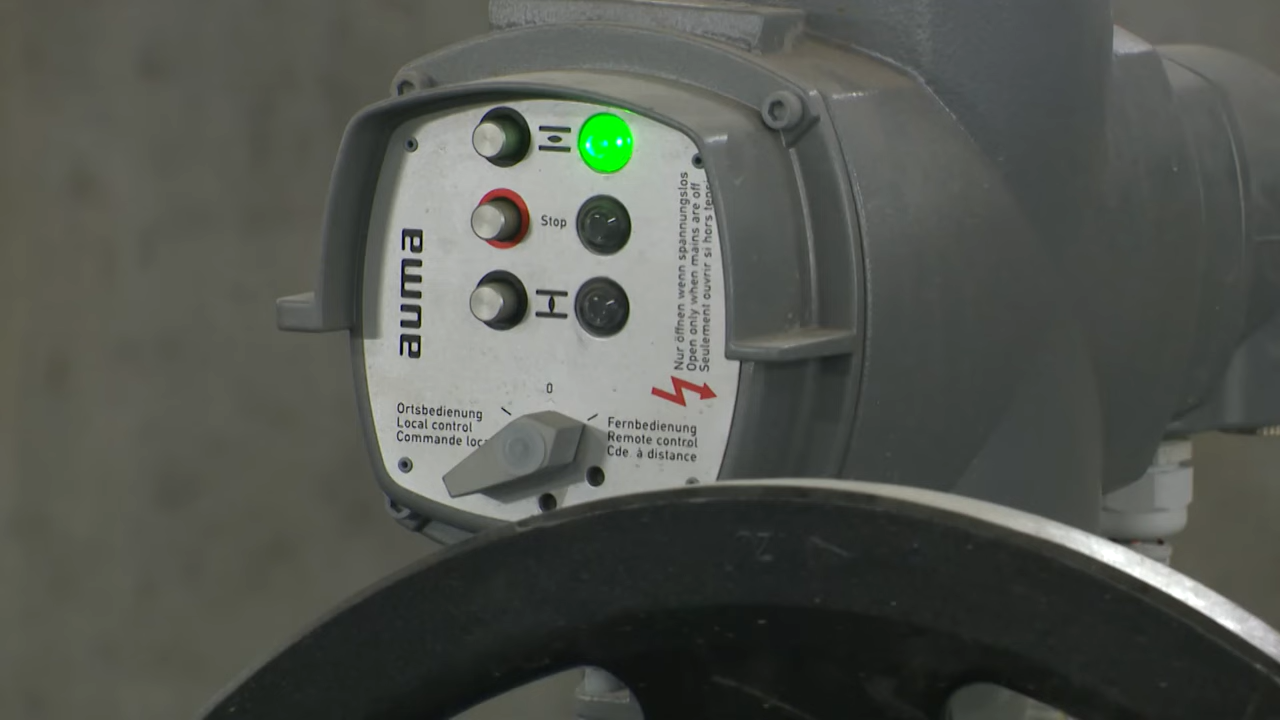 auma
Stop
Nur öffnen wenn spannungslos
Open only when mains are off
Seulement ouvrir si hors
0
Ortsbedienung
Local control
Commande
Fernbedienung
Remote control
Cde. à distance